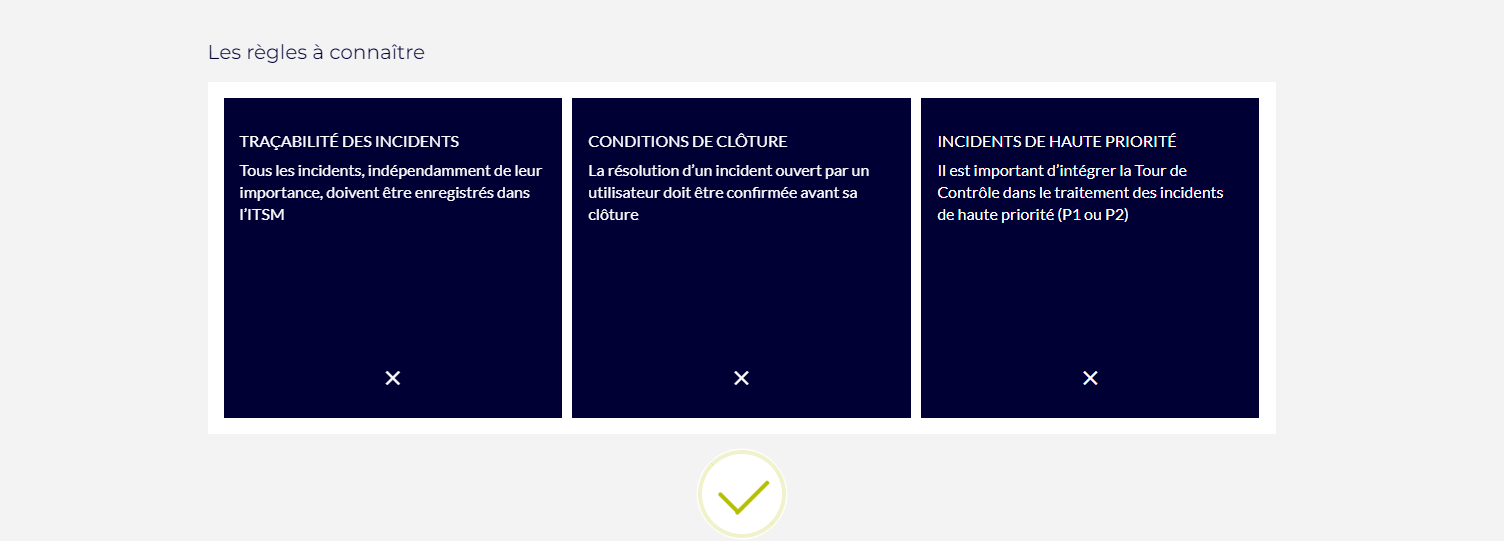 Les règles à connaître
TRAÇABILITÉ DES INCIDENTS
Tous les incidents, indépendamment de leur
importance, doivent être enregistrés dans
l’ITSM
CONDITIONS DE CLÔTURE
La résolution d’un incident ouvert par un
utilisateur doit être confirmée avant sa
clôture
INCIDENTS DE HAUTE PRIORITÉ
Il est important d’intégrer la Tour de
Contrôle dans le traitement des incidents
de haute priorité (P1 ou P2)